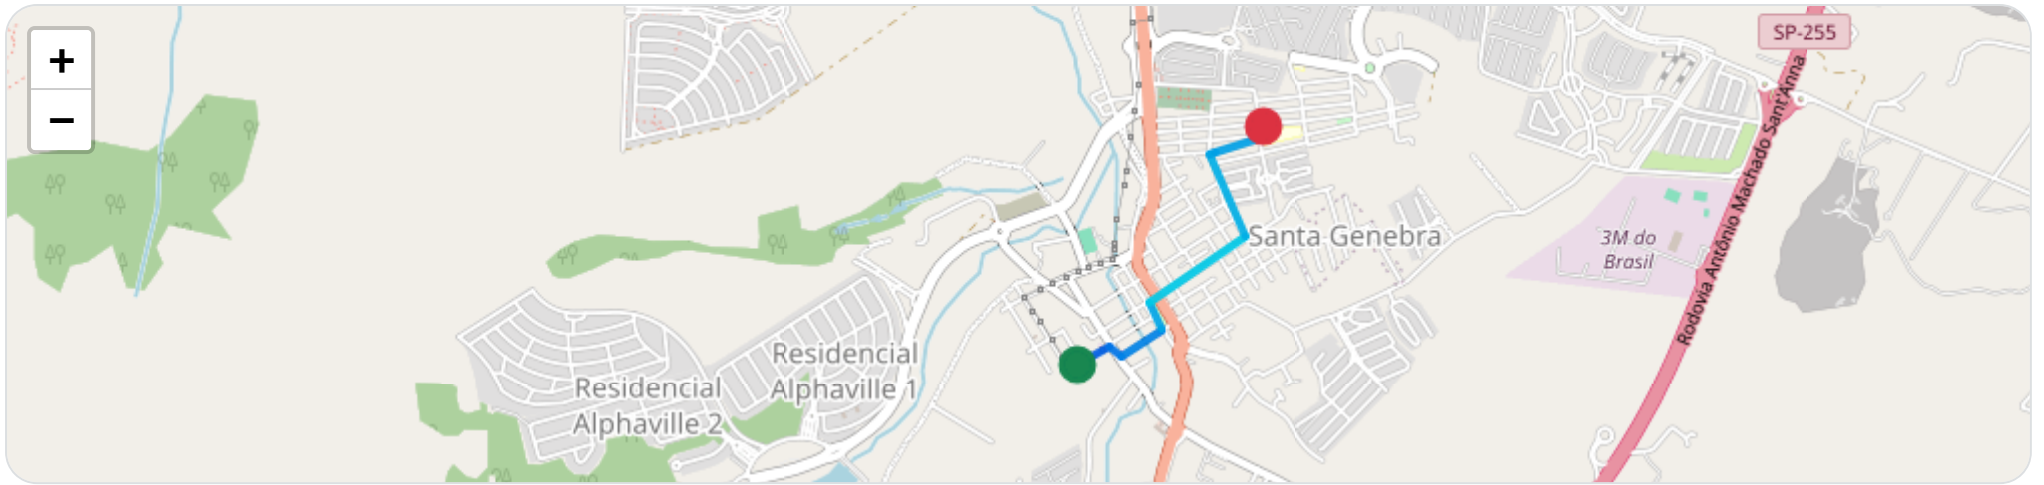 +
−
SP-255
Rodovia Antônio Machado Sant'Anna
Santa Genebra
3M do
Brasil
Residencial
Alphaville 1
Residencial
Alphaville 2